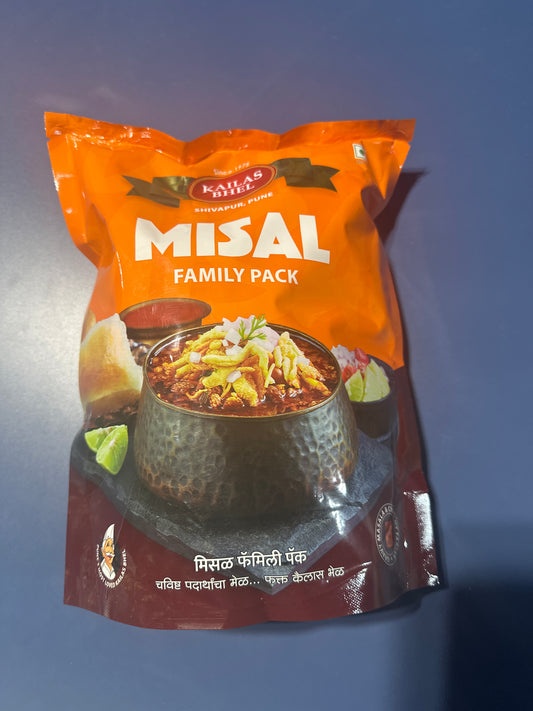 Since 1978
KAILAS
BHEL
SHIVAPUR, PUNE
MISAL
FAMILY PACK
मिसळ फॅमिली पॅक
चविष्ट पदार्थांचा मेळ... फक्त कैलास भेळ